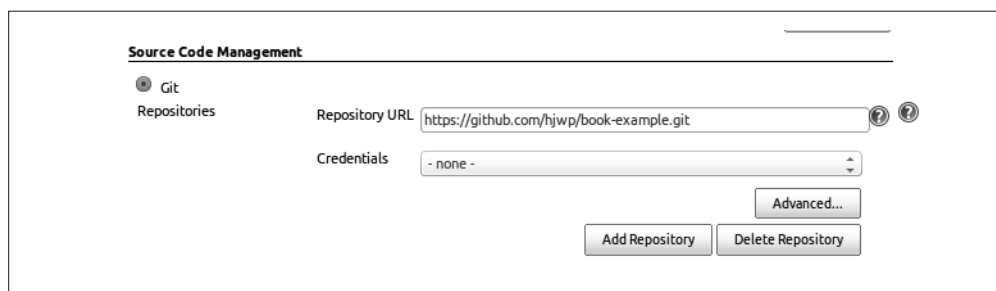 Source Code Management
Git
Repositories
Repository URL https://github.com/hjwp/book-example.git
Credentials - none -
Advanced...
Add Repository Delete Repository